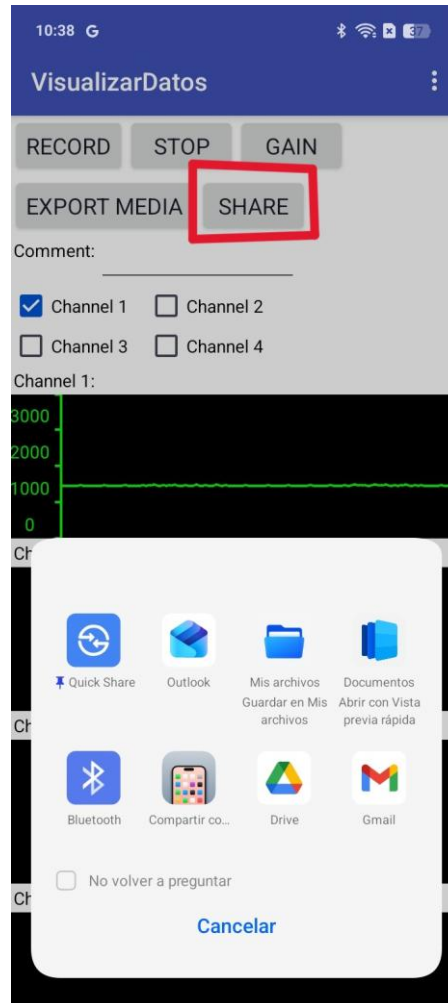 10:38 G
37
VisualizarDatos
RECORD STOP GAIN
EXPORT MEDIA SHARE
Comment:
Channel 1 Channel 2
Channel 3 Channel 4
Channel 1:
3000
2000
1000
0
Ch
Quick Share Outlook Mis archivos Documentos
Guardar en Mis Abrir con Vista
archivos previa rápida
Ch
Bluetooth Compartir co... Drive Gmail
No volver a preguntar
Ch
Cancelar